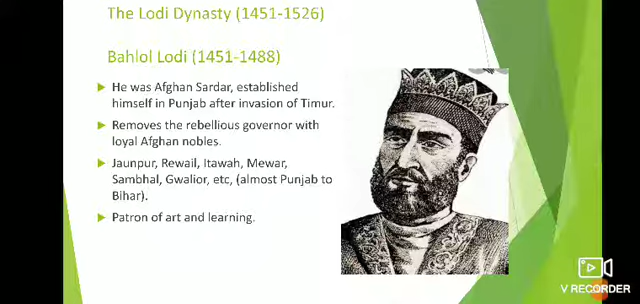 The Lodi Dynasty (1451-1526)
Bahlol Lodi (1451-1488)
He was Afghan Sardar, established
himself in Punjab after invasion of Timur.
Removes the rebellious governor with
loyal Afghan nobles.
Jaunpur, Rewail, Itawah, Mewar,
Sambhal, Gwalior, etc, (almost Punjab to
Bihar).
Patron of art and learning.
V RECORDER